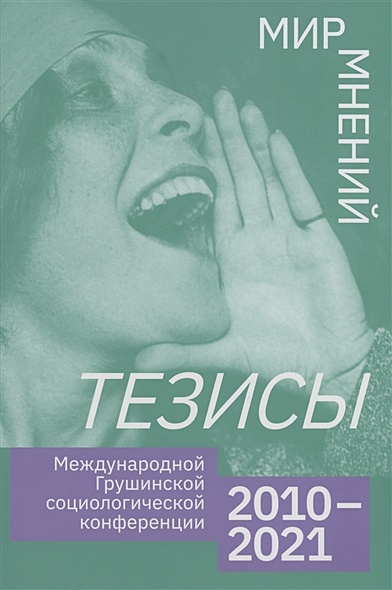 МИР
МНЕНИЙ
ТЕЗИСЫ
Международной
Грушинской
социологической
конференции
2010–
2021